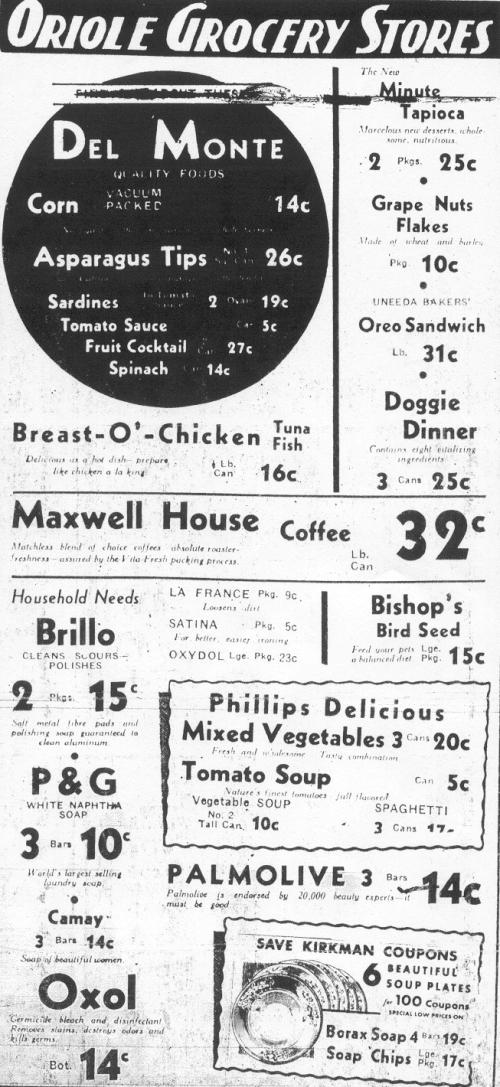 ORIOLE GROCERY STORES
DEL MONTE
QUALITY FOODS
Corn VACUUM PACKED 14c
Asparagus Tips 26c
Sardines 2 19c
Tomato Sauce Can 5c
Fruit Cocktail Can 27c
Spinach 14c
Breast-O'-Chicken Tuna Fish
Delicious as a hot dish—prepare
like chicken a la king.
Lb. Can 16c
The New
Minute
Tapioca
Marcelous new desserts, whole-
some, nutritious.
2 Pkgs. 25c
Grape Nuts
Flakes
Made of wheat and barley
Pkg. 10c
UNEEDA BAKERS'
Oreo Sandwich
Lb. 31c
Doggie
Dinner
Contains eight vitalizing
ingredients
3 Cans 25c
Maxwell House Coffee Lb. Can 32c
Matchless blend of choice coffees—absolute roaster-
freshness—assured by the Vita-Fresh packing process.
Household Needs
Brillo
CLEANS SCOURS—
POLISHES
2 Pkgs. 15c
Soft metal fibre pads and
polishing soap guaranteed to
clean aluminum.
P & G
WHITE NAPHTHA
SOAP
3 Bars 10c
World's largest selling
laundry soap.
Camay
3 Bars 14c
Soap of beautiful women.
Oxol
Germicide bleach and disinfectant
Removes stains, destroys odors and
kills germs.
Bot. 14c
LA FRANCE Pkg. 9c
Loosens dirt
SATINA Pkg. 5c
For better, easier ironing
OXYDOL Lge. Pkg. 23c
Bishop's
Bird Seed
Feed your pets
a balanced diet
Lge. Pkg. 15c
Phillips Delicious
Mixed Vegetables 3 Cans 20c
Fresh and wholesome Tasty combination
Tomato Soup Can 5c
Nature's finest tomatoes—full flavored
Vegetable SOUP
No. 2
Tall Can 10c
SPAGHETTI
3 Cans 17
PALMOLIVE 3 Bars 14c
Palmolive is endorsed by 20,000 beauty experts—it
must be good
SAVE KIRKMAN COUPONS
6 BEAUTIFUL
SOUP PLATES
for 100 Coupons
SPECIAL LOW PRICES ON
Borax Soap 4 Bars 19c
Soap Chips Lge. Pkg. 17c